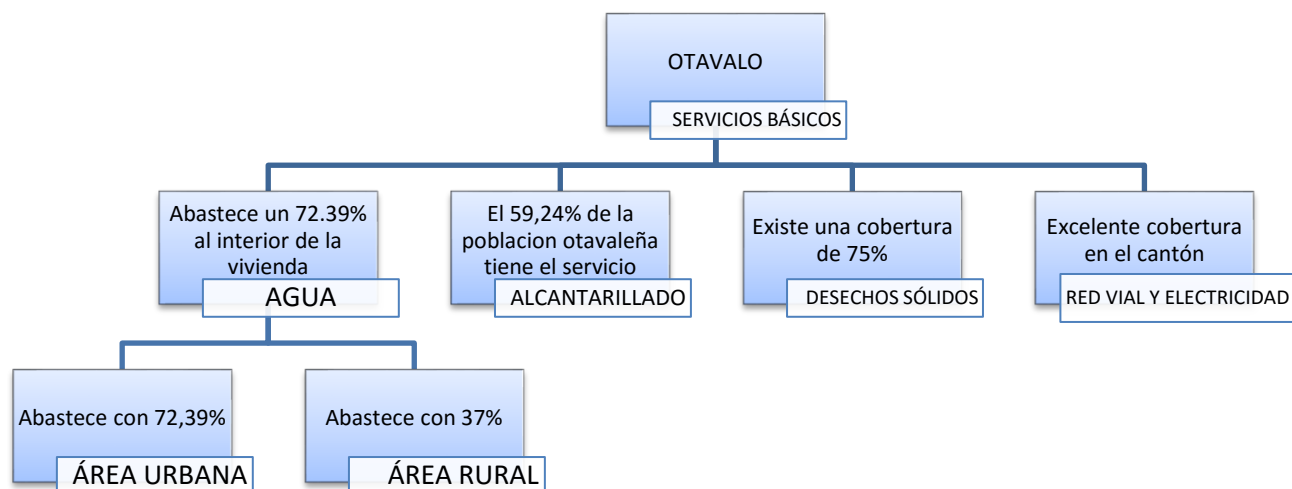 OTAVALO
SERVICIOS BÁSICOS
Abastece un 72.39%
al interior de la
vivienda
AGUA
El 59,24% de la
poblacion otavaleña
tiene el servicio
ALCANTARILLADO
Existe una cobertura
de 75%
DESECHOS SÓLIDOS
Excelente cobertura
en el cantón
RED VIAL Y ELECTRICIDAD
Abastece con 72,39%
ÁREA URBANA
Abastece con 37%
ÁREA RURAL